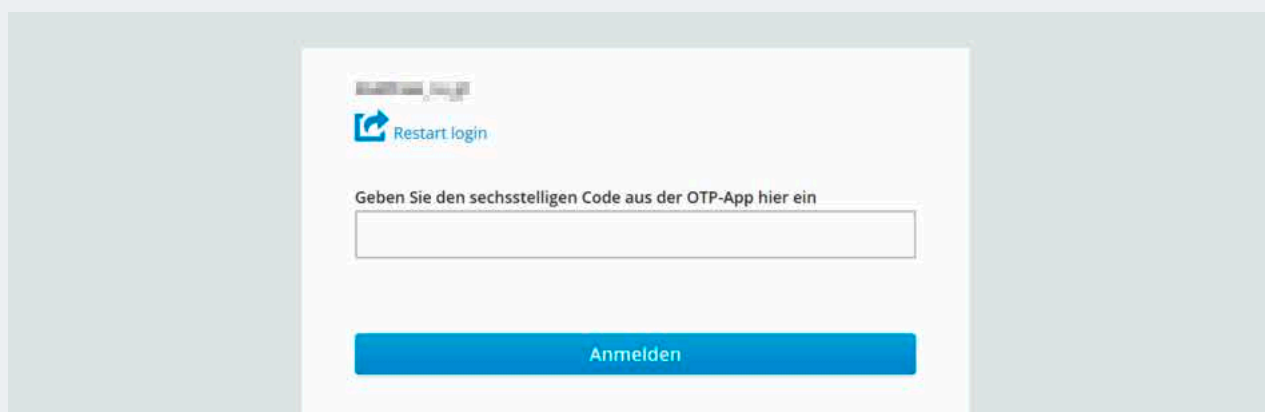 Restart login
Geben Sie den sechsstelligen Code aus der OTP-App hier ein
Anmelden